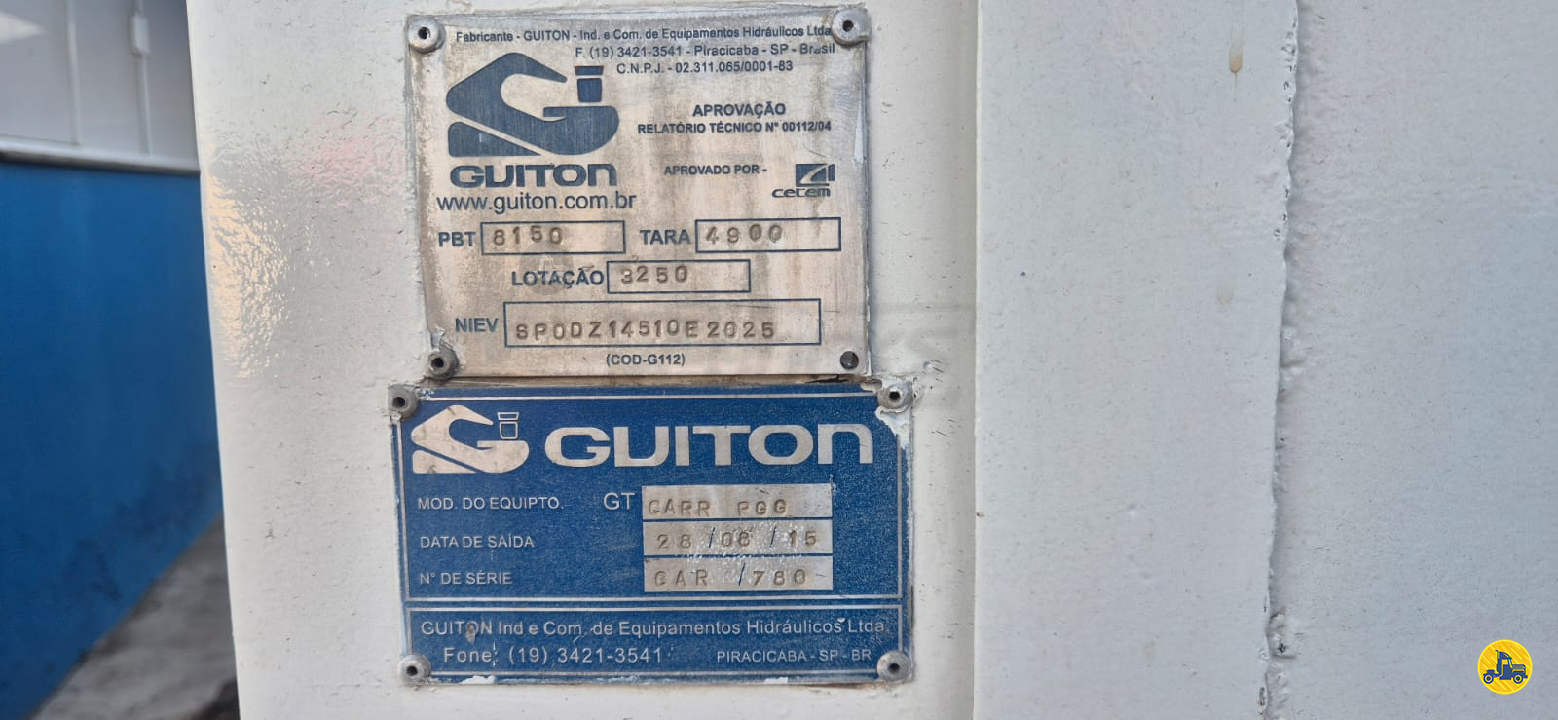 Fabricante - GUITON - Ind. e Com. de Equipamentos Hidráulicos Ltda
F. (19) 3421-3541 - Piracicaba - SP - Brasil
C.N.P.J. - 02.311.065/0001-83
APROVAÇÃO
RELATÓRIO TÉCNICO N° 00112/04
GUITON
APROVADO POR - cetem
www.guiton.com.br
PBT 8150 TARA 4900
LOTAÇÃO 3250
NIEV SP0DZ14510E2025
(COD-G112)
GUITON
MOD. DO EQUIPTO. GT CARR PGG
DATA DE SAÍDA 28/08/15
N° DE SÉRIE CAR/780
GUITON Ind e Com. de Equipamentos Hidráulicos Ltda
Fone: (19) 3421-3541 PIRACICABA - SP - BR